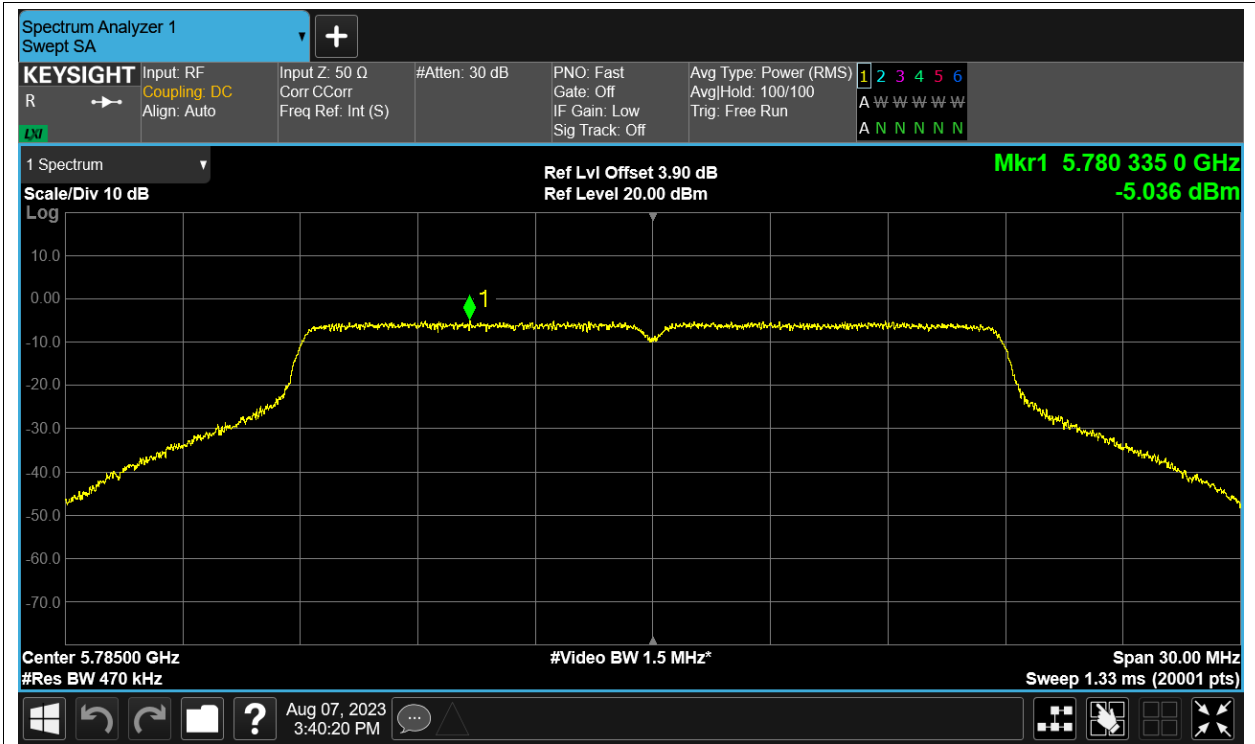 Spectrum Analyzer 1
Swept SA
KEYSIGHT
R
LXI
Input: RF
Coupling: DC
Align: Auto
Input Z: 50 Ω
Corr CCorr
Freq Ref: Int (S)
#Atten: 30 dB
PNO: Fast
Gate: Off
IF Gain: Low
Sig Track: Off
Avg Type: Power (RMS)
Avg|Hold: 100/100
Trig: Free Run
1 2 3 4 5 6
A W W W W W
A N N N N N
1 Spectrum
Scale/Div 10 dB
Log
Ref Lvl Offset 3.90 dB
Ref Level 20.00 dBm
Mkr1 5.780 335 0 GHz
-5.036 dBm
10.0
0.00
1
-10.0
-20.0
-30.0
-40.0
-50.0
-60.0
-70.0
Center 5.78500 GHz
#Video BW 1.5 MHz*
Span 30.00 MHz
#Res BW 470 kHz
Sweep 1.33 ms (20001 pts)
?
Aug 07, 2023
3:40:20 PM